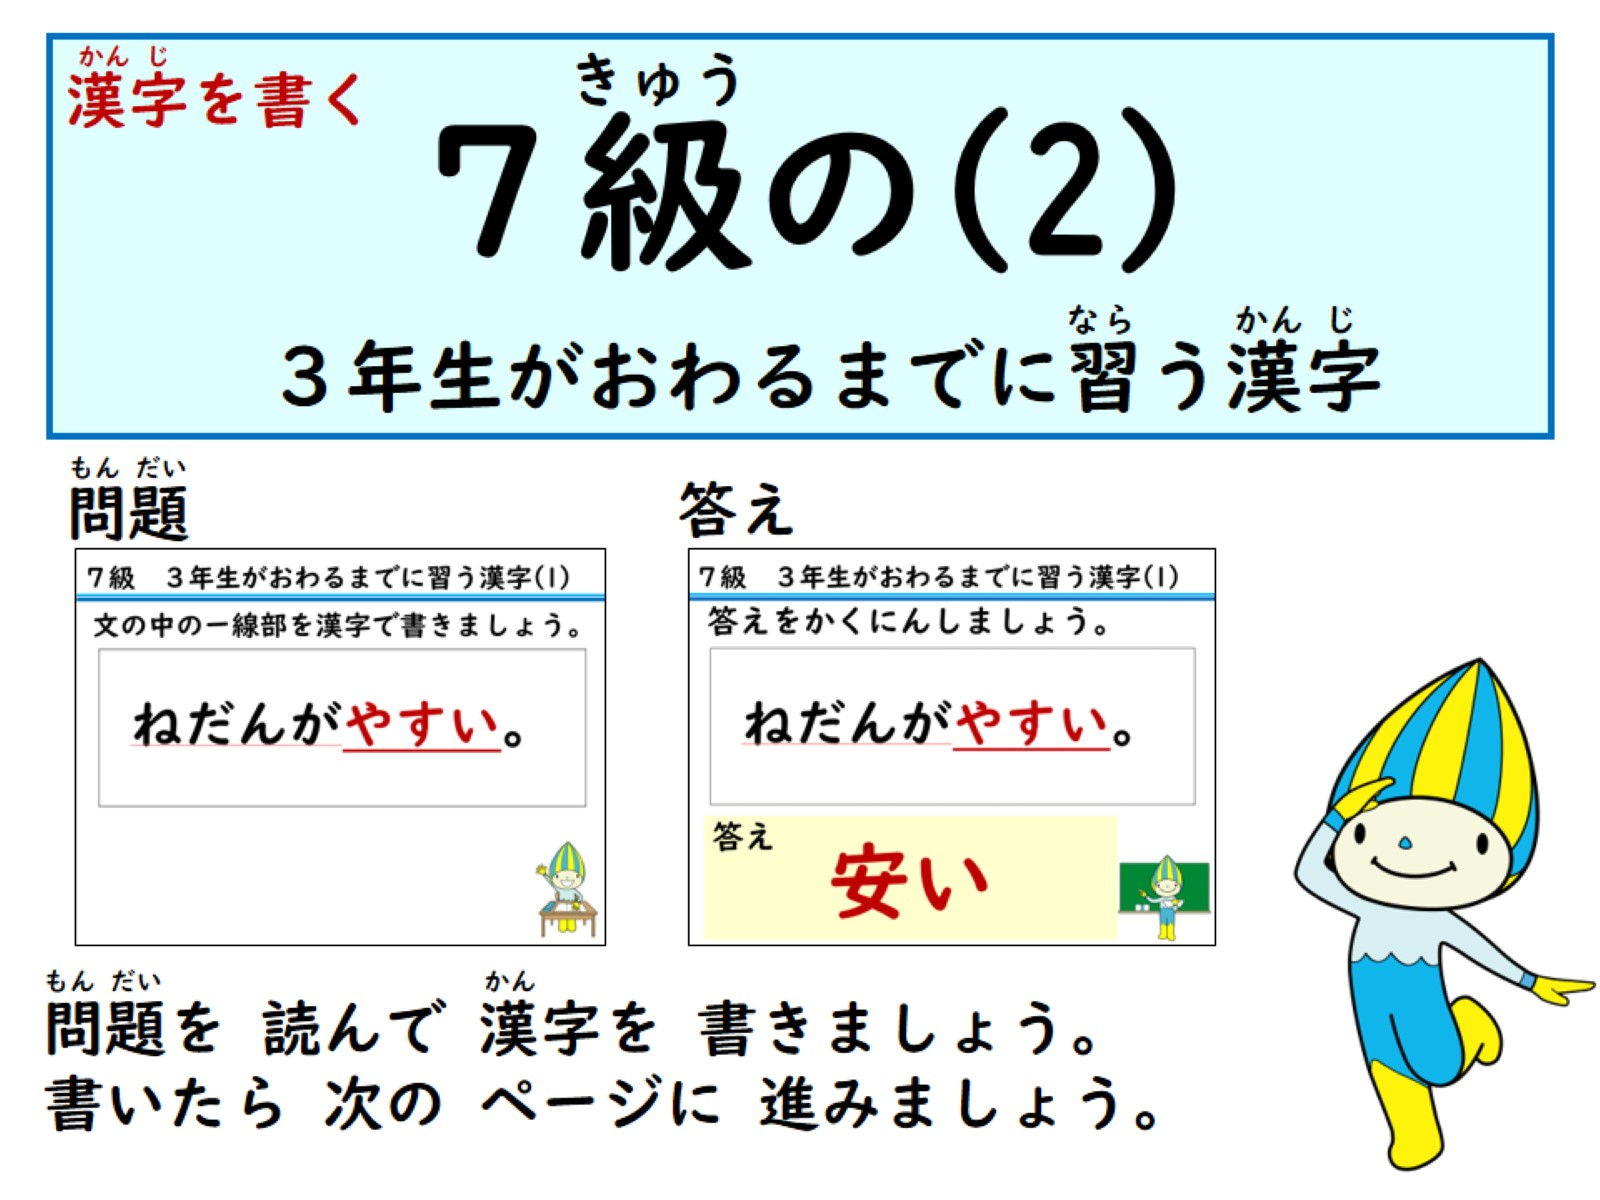 かん じ
漢字を書く
きゅう
７級の(2)
なら かん じ
３年生がおわるまでに習う漢字
もん だい
問題
答え
７級　３年生がおわるまでに習う漢字(1)
文の中の一線部を漢字で書きましょう。
ねだんがやすい。
７級　３年生がおわるまでに習う漢字(1)
答えをかくにんしましょう。
ねだんがやすい。
答え
安い
もん だい かん
問題を 読んで 漢字を 書きましょう。
書いたら 次の ページに 進みましょう。